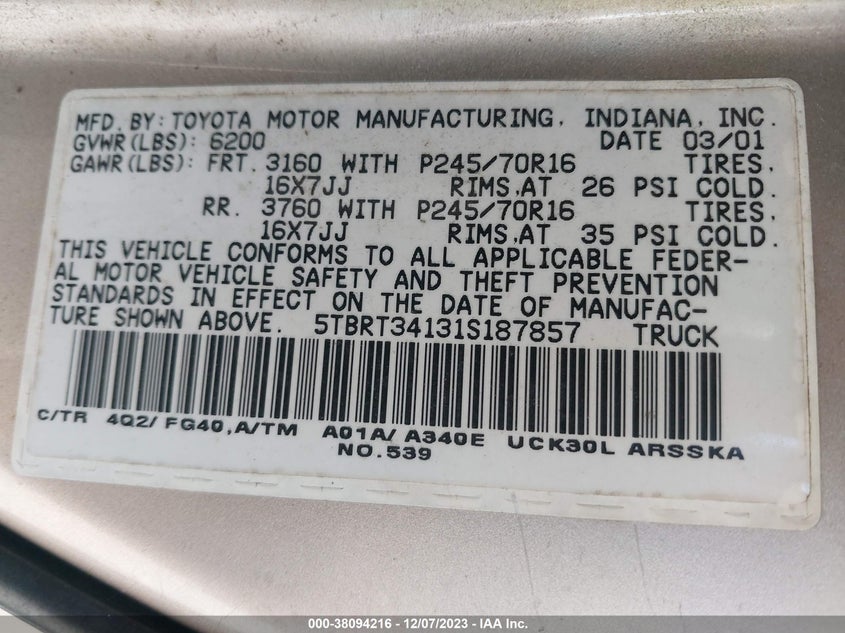 MFD. BY: TOYOTA MOTOR MANUFACTURING, INDIANA, INC.
GVWR(LBS): 6200 DATE 03/01
GAWR(LBS): FRT. 3160 WITH P245/70R16 TIRES,
16X7JJ RIMS,AT 26 PSI COLD.
RR. 3760 WITH P245/70R16 TIRES,
16X7JJ RIMS,AT 35 PSI COLD.
THIS VEHICLE CONFORMS TO ALL APPLICABLE FEDER-
AL MOTOR VEHICLE SAFETY AND THEFT PREVENTION
STANDARDS IN EFFECT ON THE DATE OF MANUFAC-
TURE SHOWN ABOVE. 5TBRT34131S187857 TRUCK
C/TR 4Q2/ FG40,A/TM A01A/ A340E UCK30L ARSSKA
NO.539
000-38094216 - 12/07/2023 - IAA Inc.